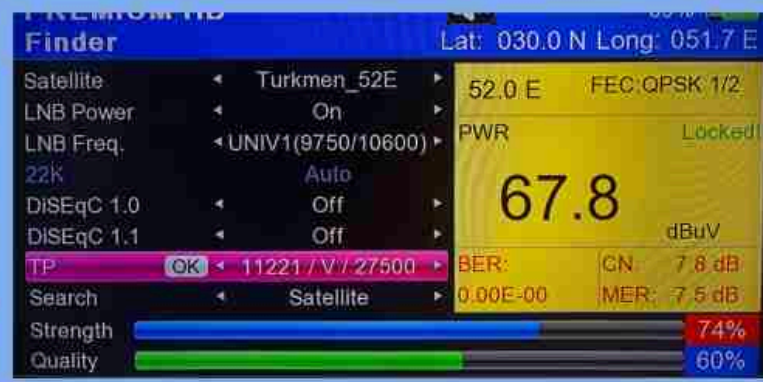 PREMIUM HD
Finder
Lat: 030.0 N Long: 051.7 E
Satellite Turkmen_52E
LNB Power On
LNB Freq. UNIV1(9750/10600)
22K Auto
DiSEqC 1.0 Off
DiSEqC 1.1 Off
TP OK 11221 / V / 27500
Search Satellite
52.0 E FEC:QPSK 1/2
PWR Locked!
67.8
dBuV
BER: CN: 7.8 dB
0.00E-00 MER: 7.5 dB
Strength 74%
Quality 60%